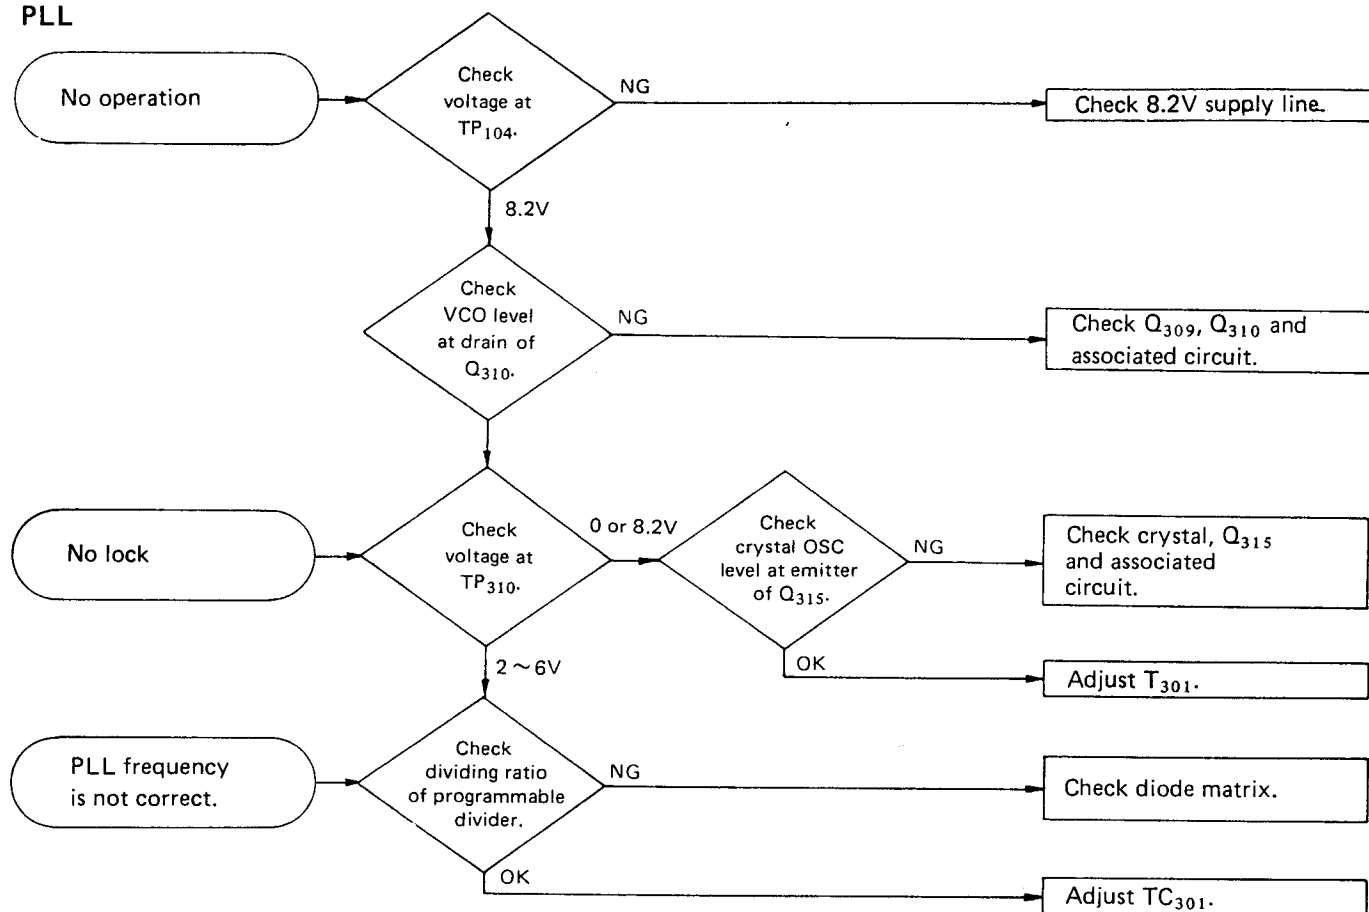 PLL
No operation
Check
voltage at
TP104.
NG
Check 8.2V supply line.
8.2V
Check
VCO level
at drain of
Q310.
NG
Check Q309, Q310 and
associated circuit.
No lock
Check
voltage at
TP310.
0 or 8.2V
Check
crystal OSC
level at emitter
of Q315.
NG
Check crystal, Q315
and associated
circuit.
OK
Adjust T301.
2 ~ 6V
PLL frequency
is not correct.
Check
dividing ratio
of programmable
divider.
NG
Check diode matrix.
OK
Adjust TC301.